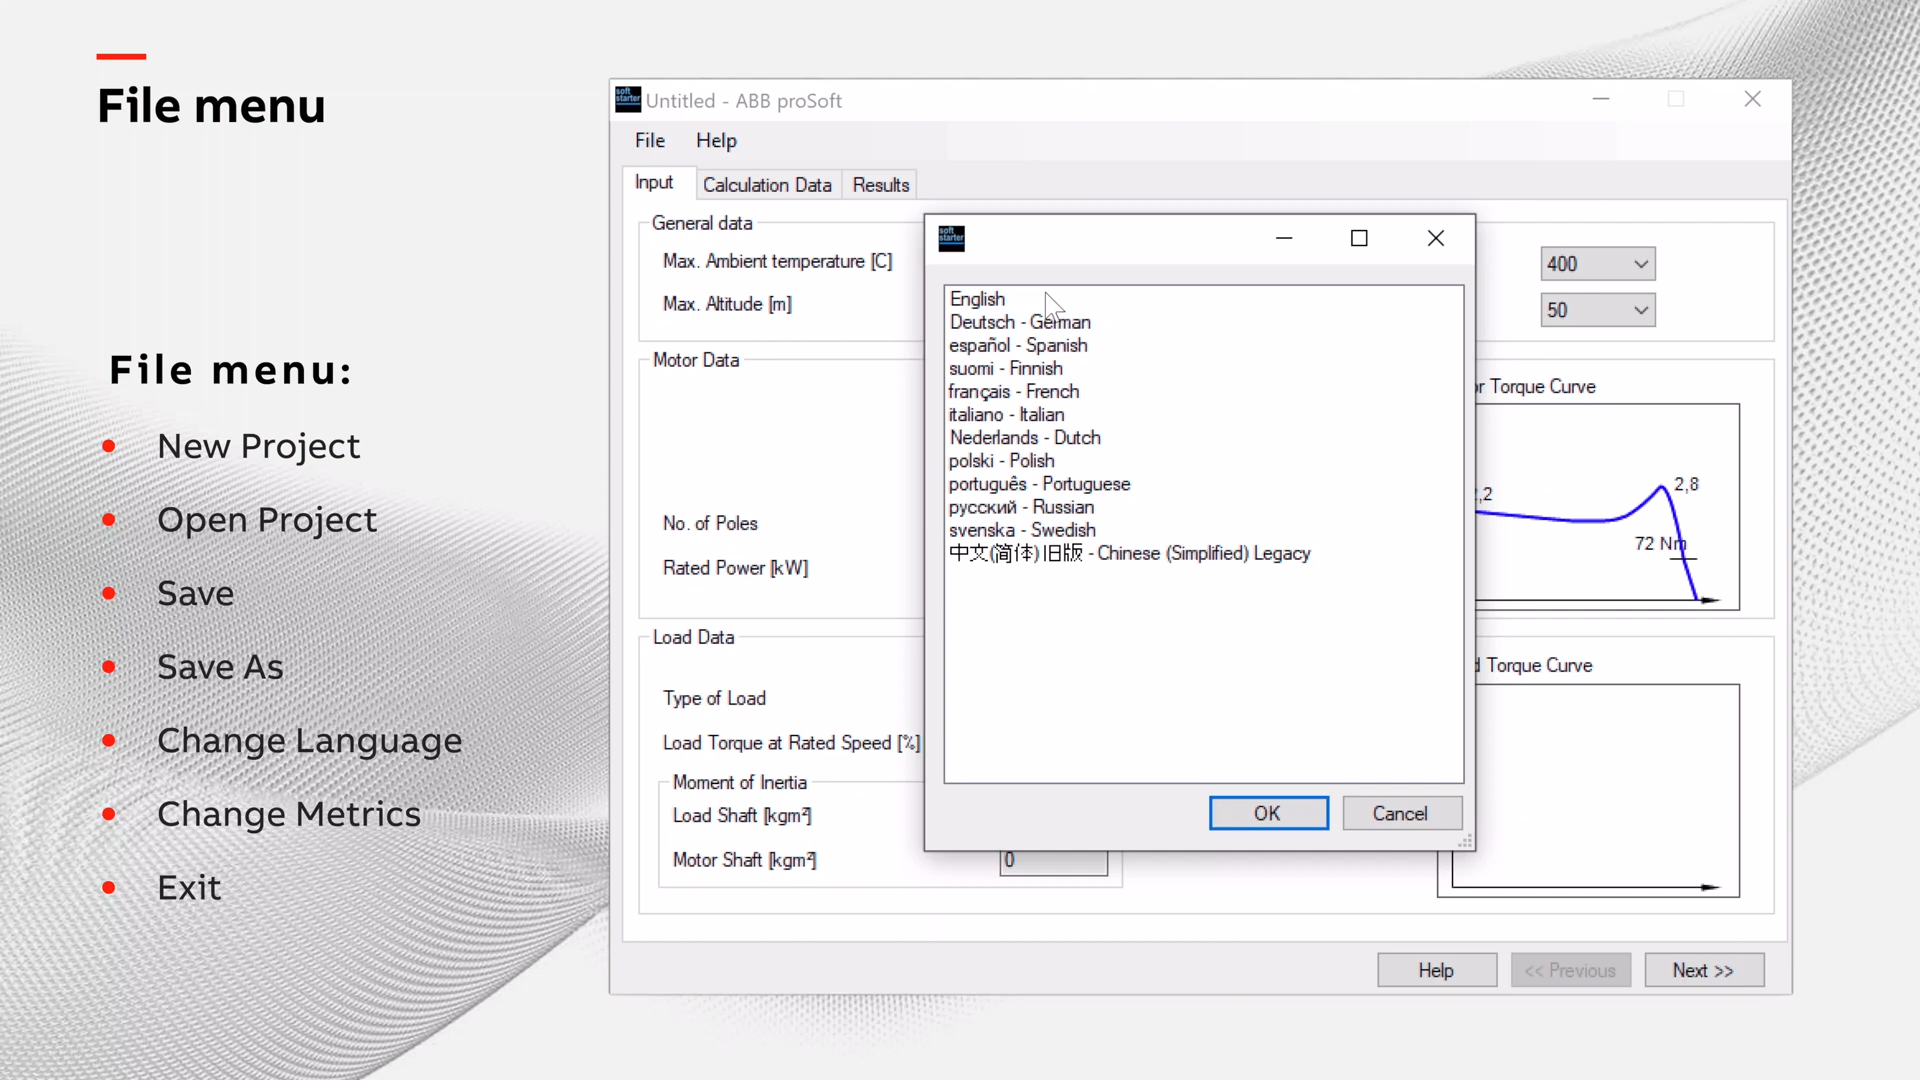 File menu
File menu:
New Project
Open Project
Save
Save As
Change Language
Change Metrics
Exit
soft starter
Untitled - ABB proSoft
File Help
Input Calculation Data Results
General data
Max. Ambient temperature [C]
400
Max. Altitude [m]
50
Motor Data
Torque Curve
2,8
72 Nm
No. of Poles
Rated Power [kW]
Load Data
Torque Curve
Type of Load
Load Torque at Rated Speed [%]
Moment of Inertia
Load Shaft [kgm²]
Motor Shaft [kgm²]
0
soft starter
English
Deutsch - German
español - Spanish
suomi - Finnish
français - French
italiano - Italian
Nederlands - Dutch
polski - Polish
português - Portuguese
русский - Russian
svenska - Swedish
中文(简体) 旧版 - Chinese (Simplified) Legacy
OK Cancel
Help << Previous Next >>